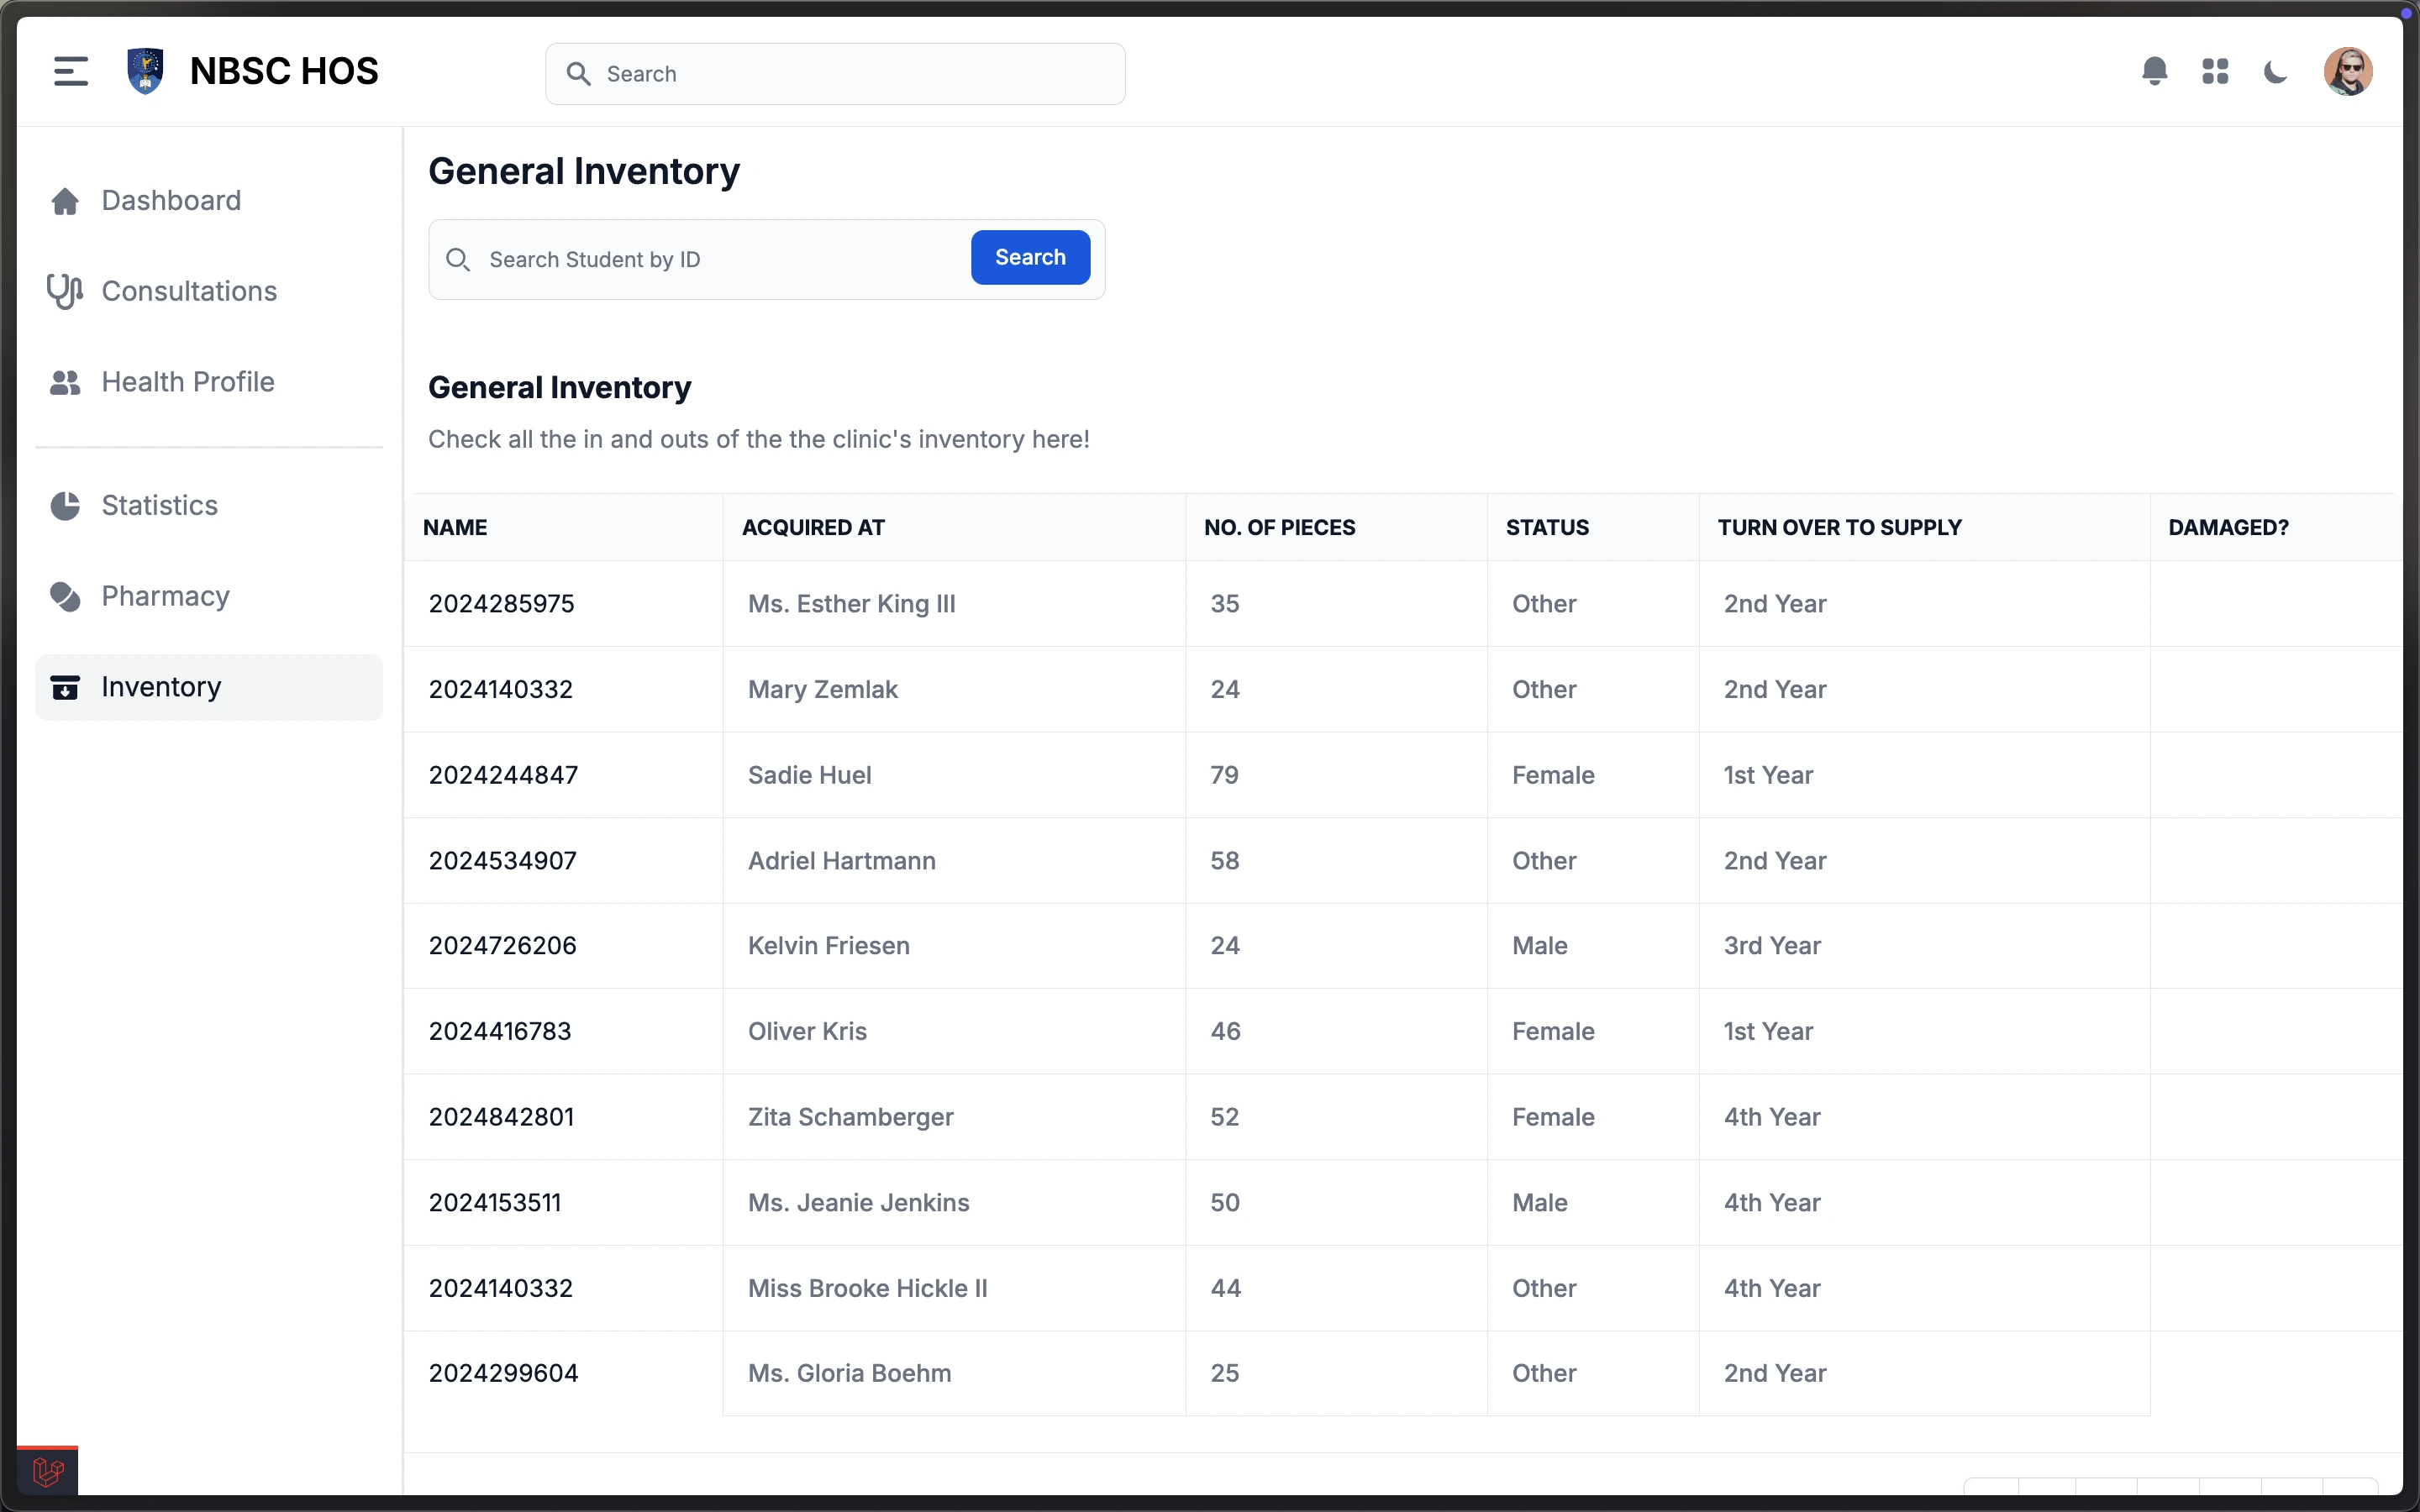 NBSC HOS
Search
Dashboard
Consultations
Health Profile
Statistics
Pharmacy
Inventory
General Inventory
Search Student by ID
Search
General Inventory
Check all the in and outs of the the clinic's inventory here!
NAME ACQUIRED AT NO. OF PIECES STATUS TURN OVER TO SUPPLY DAMAGED?
2024285975 Ms. Esther King III 35 Other 2nd Year
2024140332 Mary Zemlak 24 Other 2nd Year
2024244847 Sadie Huel 79 Female 1st Year
2024534907 Adriel Hartmann 58 Other 2nd Year
2024726206 Kelvin Friesen 24 Male 3rd Year
2024416783 Oliver Kris 46 Female 1st Year
2024842801 Zita Schamberger 52 Female 4th Year
2024153511 Ms. Jeanie Jenkins 50 Male 4th Year
2024140332 Miss Brooke Hickle II 44 Other 4th Year
2024299604 Ms. Gloria Boehm 25 Other 2nd Year